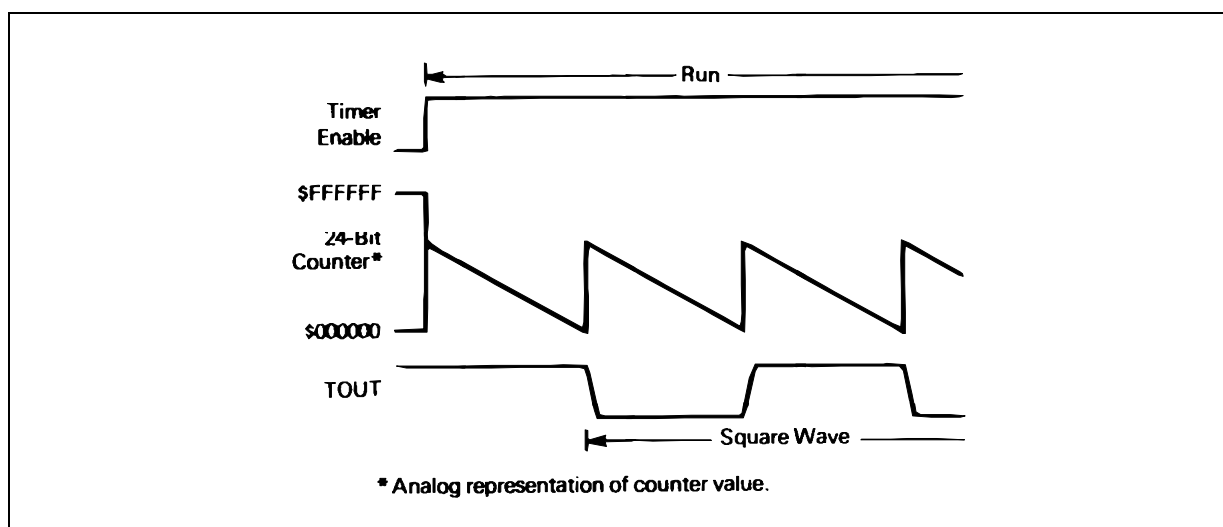 Run
Timer
Enable
$FFFFFF
24-Bit
Counter*
$000000
TOUT
Square Wave
* Analog representation of counter value.